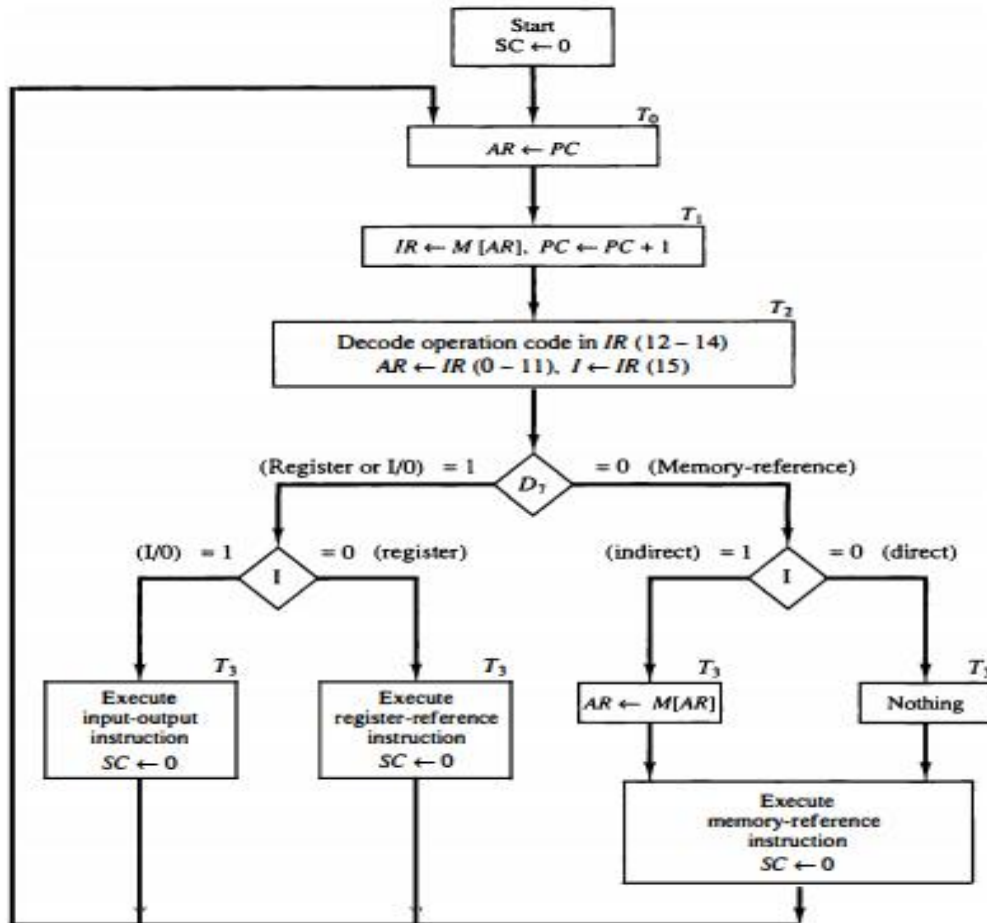 Start
SC ← 0
T₀
AR ← PC
T₁
IR ← M [AR], PC ← PC + 1
T₂
Decode operation code in IR (12 – 14)
AR ← IR (0 – 11), I ← IR (15)
(Register or I/0) = 1
D₇
= 0 (Memory-reference)
(I/0) = 1
I
= 0 (register)
(indirect) = 1
I
= 0 (direct)
T₃
Execute
input-output
instruction
SC ← 0
T₃
Execute
register-reference
instruction
SC ← 0
T₃
AR ← M[AR]
Nothing
Execute
memory-reference
instruction
SC ← 0